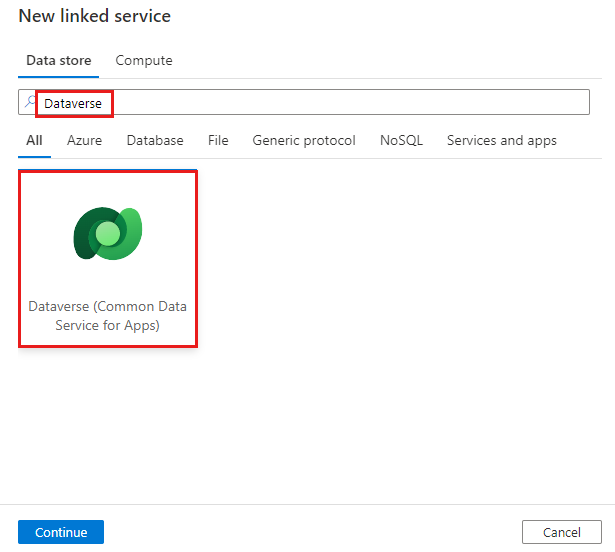 New linked service
Data store Compute
Dataverse
All Azure Database File Generic protocol NoSQL Services and apps
Dataverse (Common Data
Service for Apps)
Continue Cancel